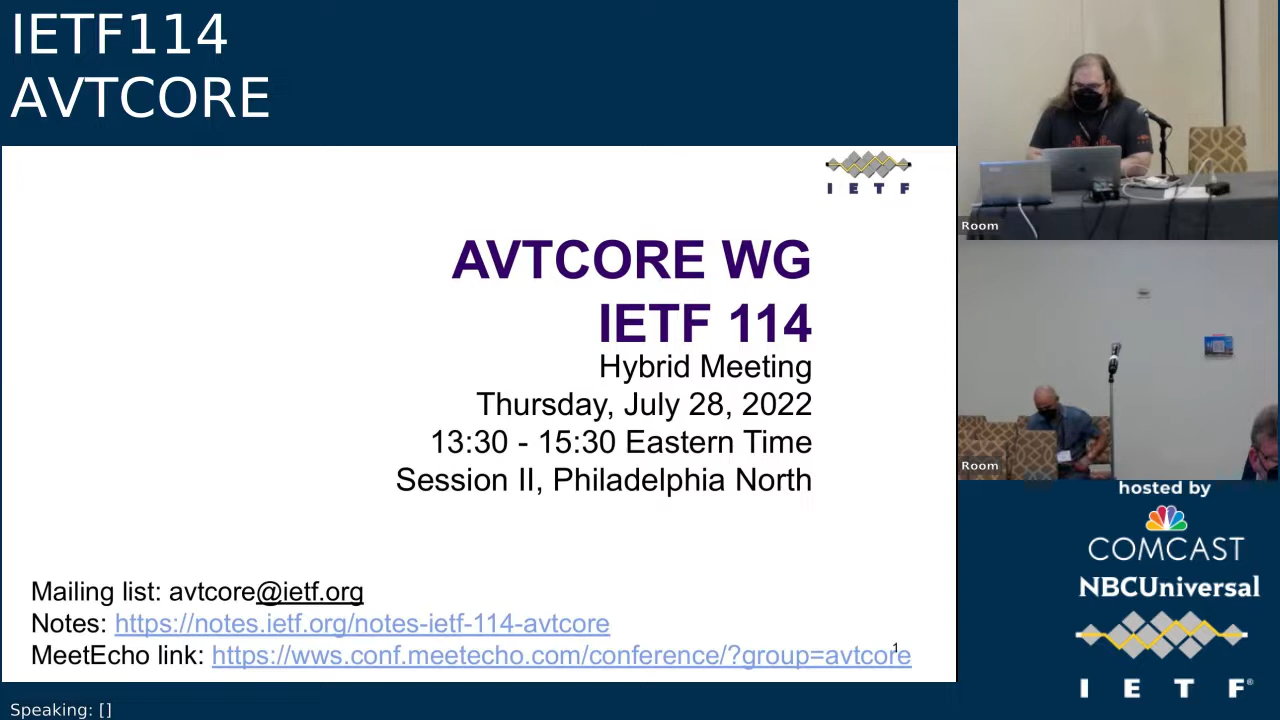 IETF114
AVTCORE
I E T F
AVTCORE WG
IETF 114
Hybrid Meeting
Thursday, July 28, 2022
13:30 - 15:30 Eastern Time
Session II, Philadelphia North
Mailing list: avtcore@ietf.org
Notes: https://notes.ietf.org/notes-ietf-114-avtcore
MeetEcho link: https://wws.conf.meetecho.com/conference/?group=avtcore
1
Speaking: []
Room
Room
hosted by
COMCAST
NBCUniversal
I E T F®